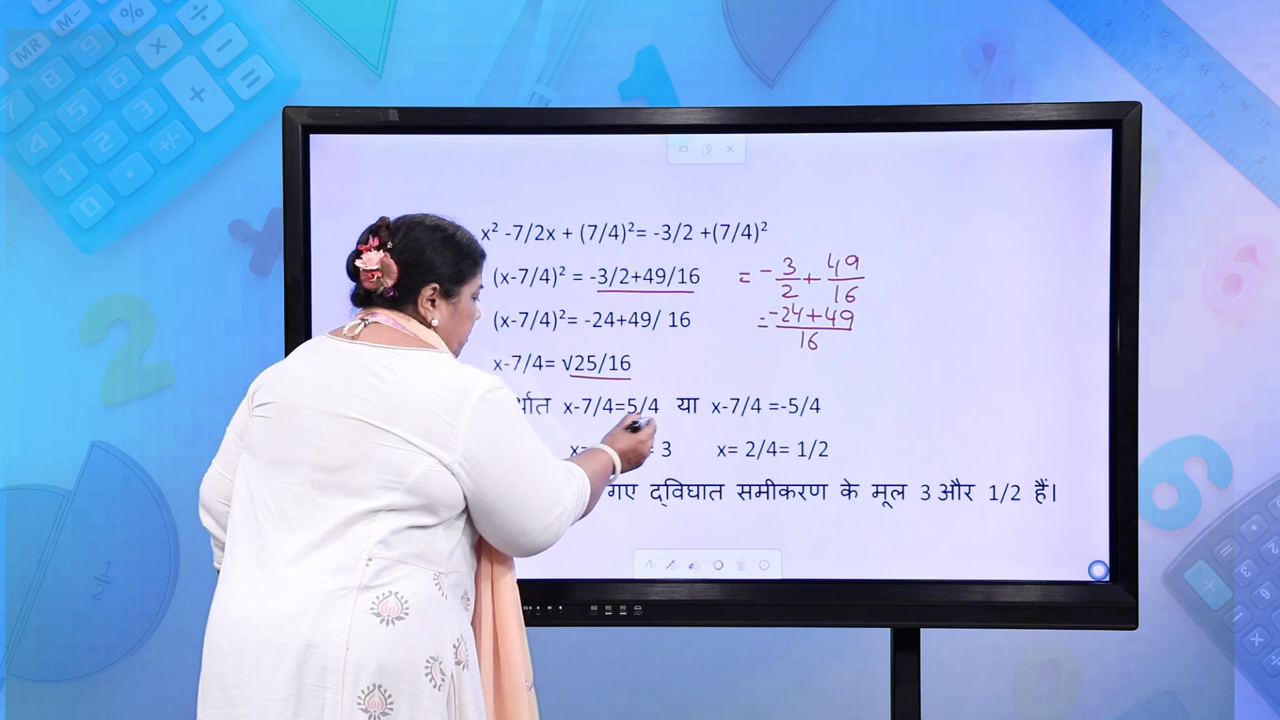 x² -7/2x + (7/4)²= -3/2 +(7/4)²
(x-7/4)² = -3/2+49/16 = -3/2 + 49/16
(x-7/4)²= -24+49/ 16 = -24+49/16
x-7/4= √25/16
x-7/4=5/4 या x-7/4 =-5/4
x= 3 x= 2/4= 1/2
गए द्विघात समीकरण के मूल 3 और 1/2 हैं।